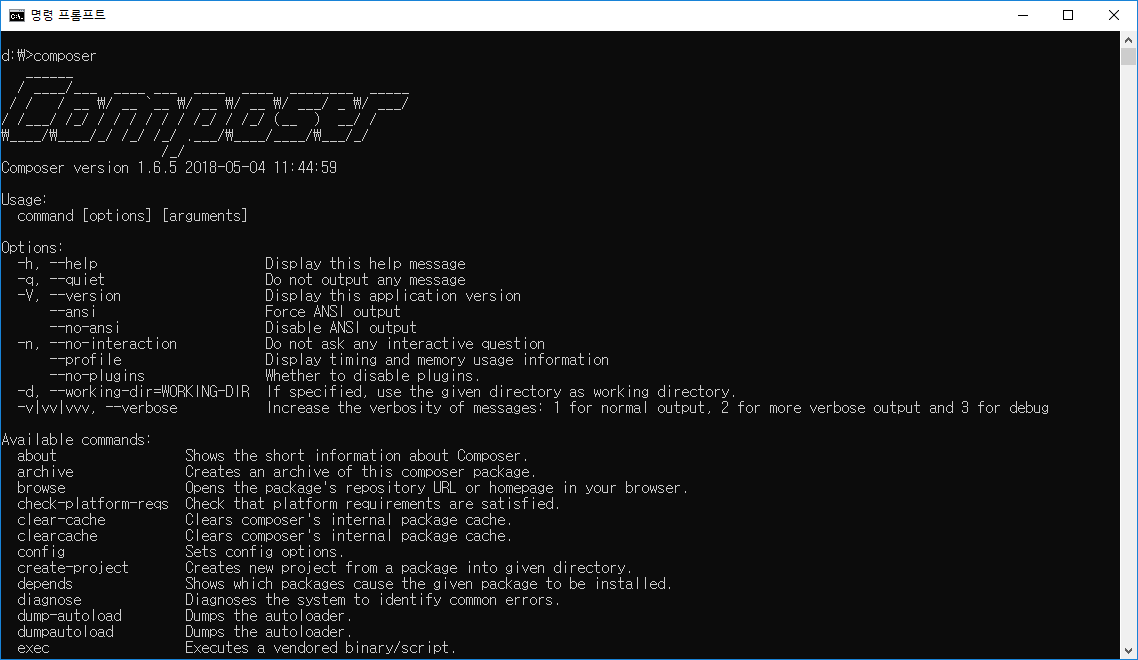 명령 프롬프트
d:₩>composer
   ______
  / ____/___  ____ ___  ____  ____  ________  _____
 / /   / __ ₩/ __ `__ ₩/ __ ₩/ __ ₩/ ___/ _ ₩/ ___/
/ /___/ /_/ / / / / / / /_/ / /_/ (__  )  __/ /
₩____/₩____/_/ /_/ /_/ .___/₩____/____/₩___/_/
                    /_/
Composer version 1.6.5 2018-05-04 11:44:59
Usage:
  command [options] [arguments]
Options:
  -h, --help                     Display this help message
  -q, --quiet                    Do not output any message
  -V, --version                  Display this application version
      --ansi                     Force ANSI output
      --no-ansi                  Disable ANSI output
  -n, --no-interaction           Do not ask any interactive question
      --profile                  Display timing and memory usage information
      --no-plugins               Whether to disable plugins.
  -d, --working-dir=WORKING-DIR  If specified, use the given directory as working directory.
  -v|vv|vvv, --verbose           Increase the verbosity of messages: 1 for normal output, 2 for more verbose output and 3 for debug
Available commands:
  about                Shows the short information about Composer.
  archive              Creates an archive of this composer package.
  browse               Opens the package's repository URL or homepage in your browser.
  check-platform-reqs  Check that platform requirements are satisfied.
  clear-cache          Clears composer's internal package cache.
  clearcache           Clears composer's internal package cache.
  config               Sets config options.
  create-project       Creates new project from a package into given directory.
  depends              Shows which packages cause the given package to be installed.
  diagnose             Diagnoses the system to identify common errors.
  dump-autoload        Dumps the autoloader.
  dumpautoload         Dumps the autoloader.
  exec                 Executes a vendored binary/script.